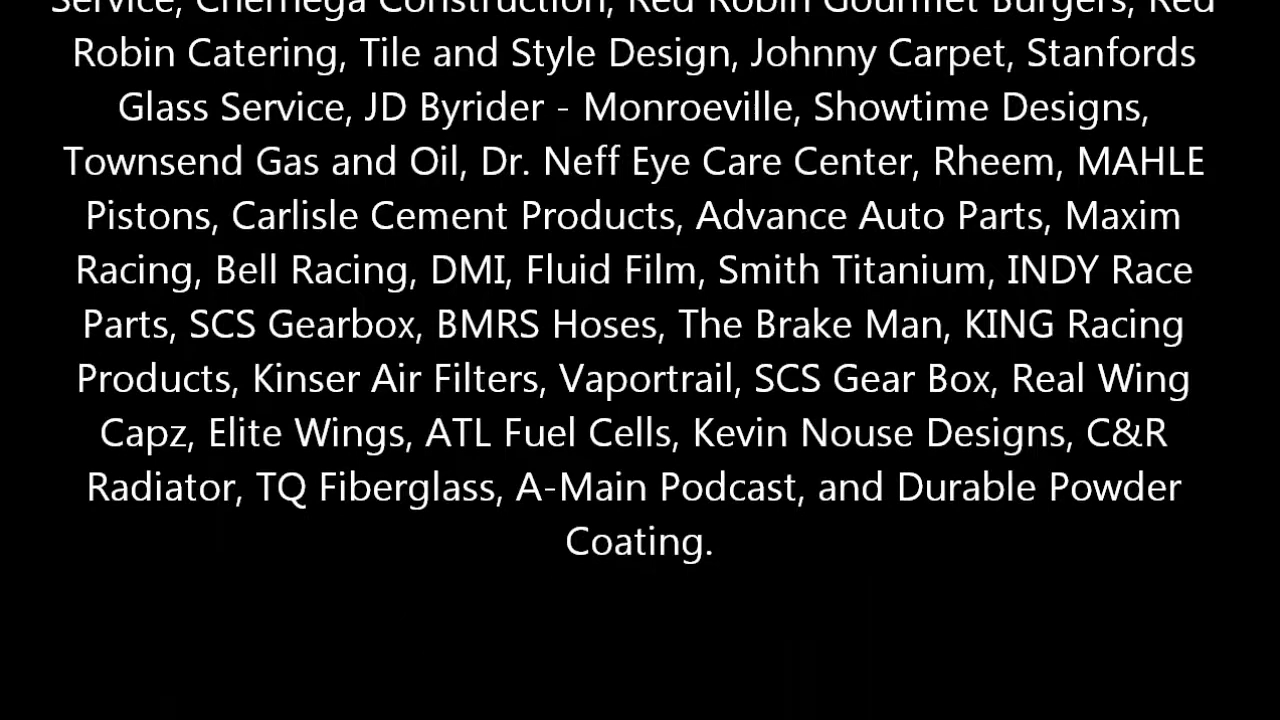 Service, Chernega Construction, Red Robin Gourmet Burgers, Red
Robin Catering, Tile and Style Design, Johnny Carpet, Stanfords
Glass Service, JD Byrider - Monroeville, Showtime Designs,
Townsend Gas and Oil, Dr. Neff Eye Care Center, Rheem, MAHLE
Pistons, Carlisle Cement Products, Advance Auto Parts, Maxim
Racing, Bell Racing, DMI, Fluid Film, Smith Titanium, INDY Race
Parts, SCS Gearbox, BMRS Hoses, The Brake Man, KING Racing
Products, Kinser Air Filters, Vaportrail, SCS Gear Box, Real Wing
Capz, Elite Wings, ATL Fuel Cells, Kevin Nouse Designs, C&R
Radiator, TQ Fiberglass, A-Main Podcast, and Durable Powder
Coating.